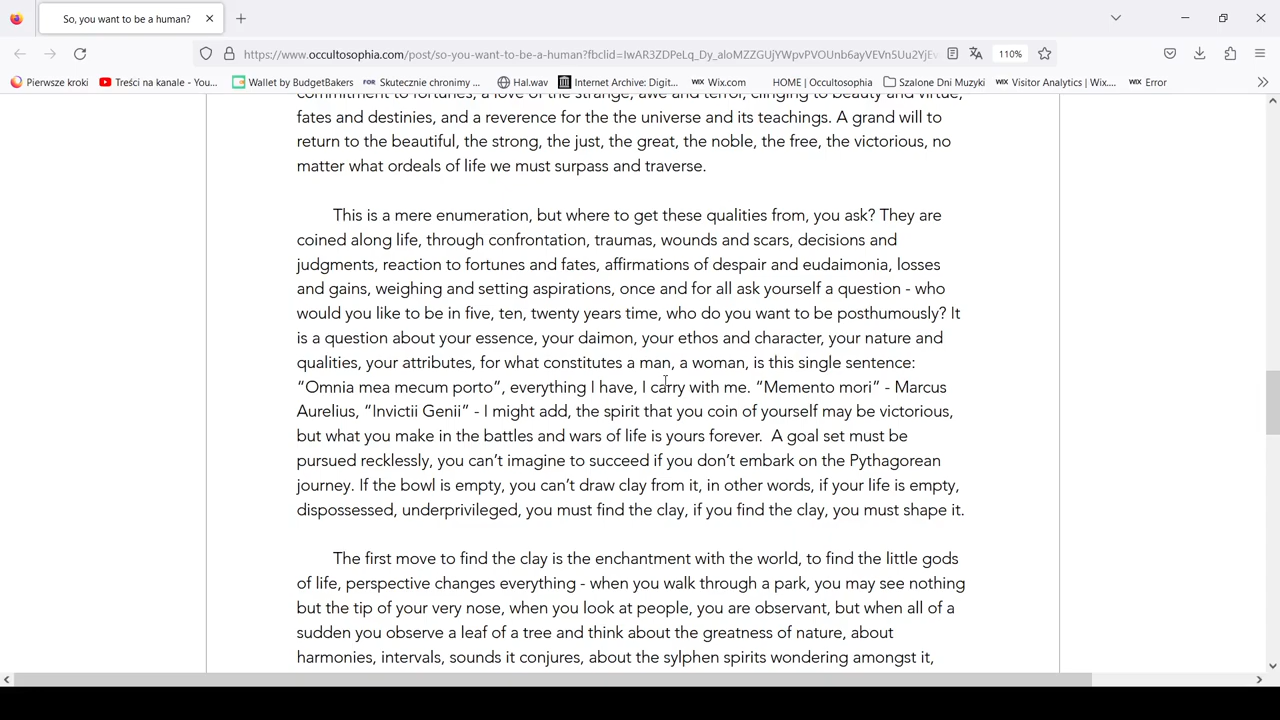 So, you want to be a human?
https://www.occultosophia.com/post/so-you-want-to-be-a-human?fbclid=IwAR3ZDPeLq_Dy_aloMZZGUjYWpvPVOUnb6ayVEVn5Uu2YjEv
110%
Pierwsze kroki
Treści na kanale - You...
Wallet by BudgetBakers
FOR Skutecznie chronimy ...
Hal.wav
Internet Archive: Digit...
WIX Wix.com
HOME | Occultosophia
Szalone Dni Muzyki
WIX Visitor Analytics | Wix....
WIX Error
commitment to fortunes, a love of the strange, awe and terror, clinging to beauty and virtue,
fates and destinies, and a reverence for the the universe and its teachings. A grand will to
return to the beautiful, the strong, the just, the great, the noble, the free, the victorious, no
matter what ordeals of life we must surpass and traverse.
This is a mere enumeration, but where to get these qualities from, you ask? They are
coined along life, through confrontation, traumas, wounds and scars, decisions and
judgments, reaction to fortunes and fates, affirmations of despair and eudaimonia, losses
and gains, weighing and setting aspirations, once and for all ask yourself a question - who
would you like to be in five, ten, twenty years time, who do you want to be posthumously? It
is a question about your essence, your daimon, your ethos and character, your nature and
qualities, your attributes, for what constitutes a man, a woman, is this single sentence:
“Omnia mea mecum porto”, everything I have, I carry with me. “Memento mori” - Marcus
Aurelius, “Invictii Genii” - I might add, the spirit that you coin of yourself may be victorious,
but what you make in the battles and wars of life is yours forever.  A goal set must be
pursued recklessly, you can’t imagine to succeed if you don’t embark on the Pythagorean
journey. If the bowl is empty, you can’t draw clay from it, in other words, if your life is empty,
dispossessed, underprivileged, you must find the clay, if you find the clay, you must shape it.
The first move to find the clay is the enchantment with the world, to find the little gods
of life, perspective changes everything - when you walk through a park, you may see nothing
but the tip of your very nose, when you look at people, you are observant, but when all of a
sudden you observe a leaf of a tree and think about the greatness of nature, about
harmonies, intervals, sounds it conjures, about the sylphen spirits wondering amongst it,